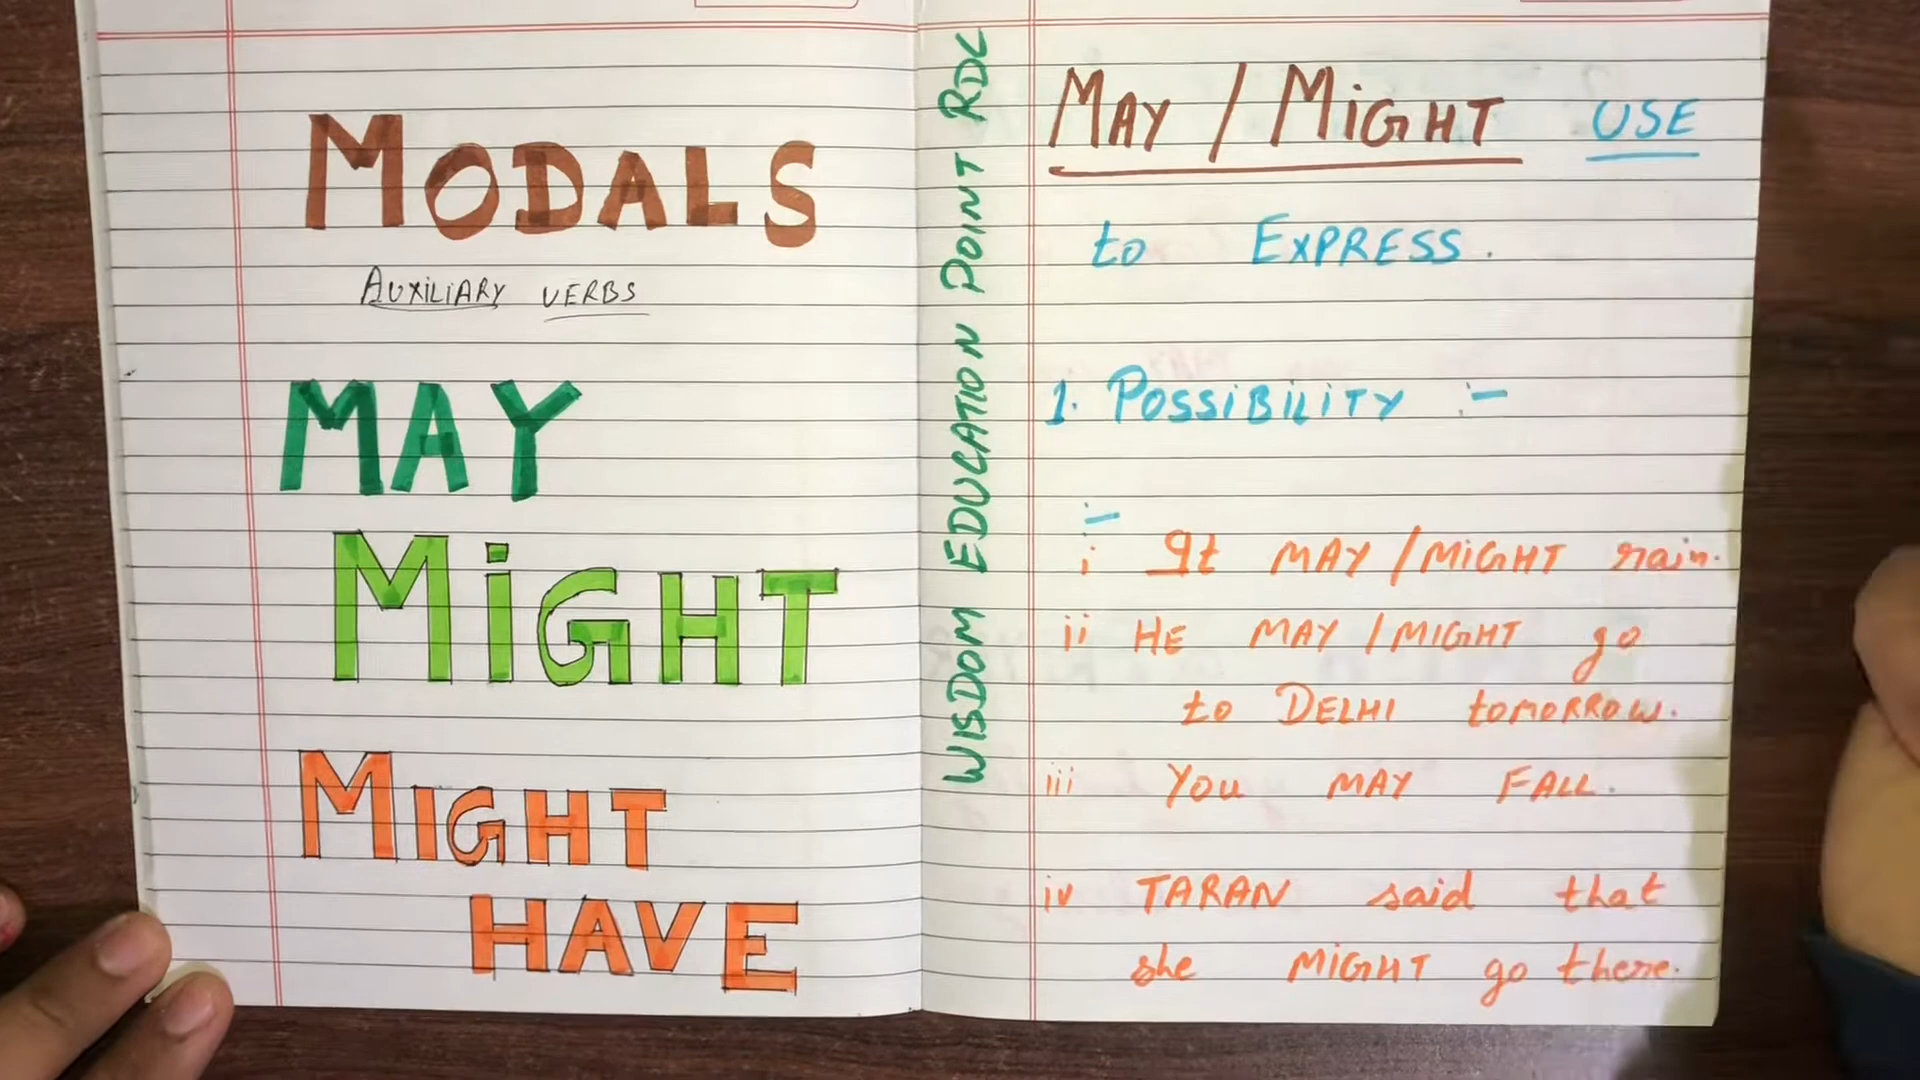 MODALS
AUXILIARY VERBS
MAY
MiGHT
MIGHT
HAVE
WISDOM EDUCATION POINT RDC
MAY / MiGHT USE
to EXPRESS.
1. POSSIBILITY :-
i It MAY / MiGHT rain.
ii HE MAY / MIGHT go
to DELHI tomorrow.
iii You MAY FALL.
iv TARAN said that
she MiGHT go there.